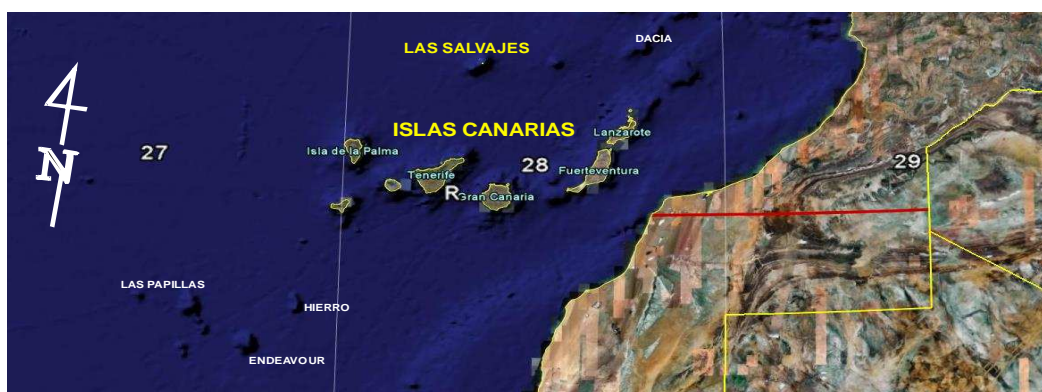 LAS SALVAJES
DACIA
ISLAS CANARIAS
Lanzarote
27
Isla de la Palma
28
29
Fuerteventura
Tenerife
R
Gran Canaria
N
LAS PAPILLAS
HIERRO
ENDEAVOUR